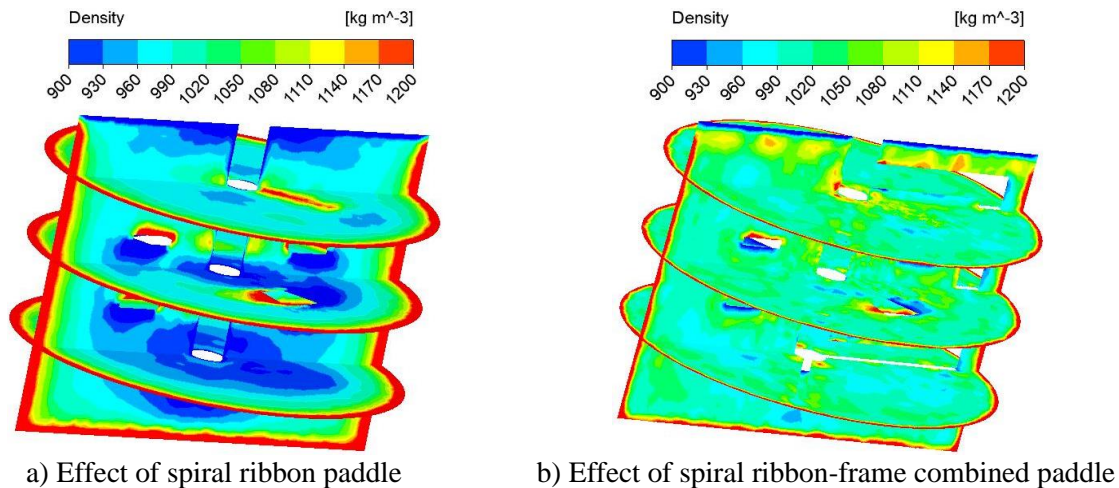 Density [kg m^-3]
900 930 960 990 1020 1050 1080 1110 1140 1170 1200
a) Effect of spiral ribbon paddle
Density [kg m^-3]
900 930 960 990 1020 1050 1080 1110 1140 1170 1200
b) Effect of spiral ribbon-frame combined paddle